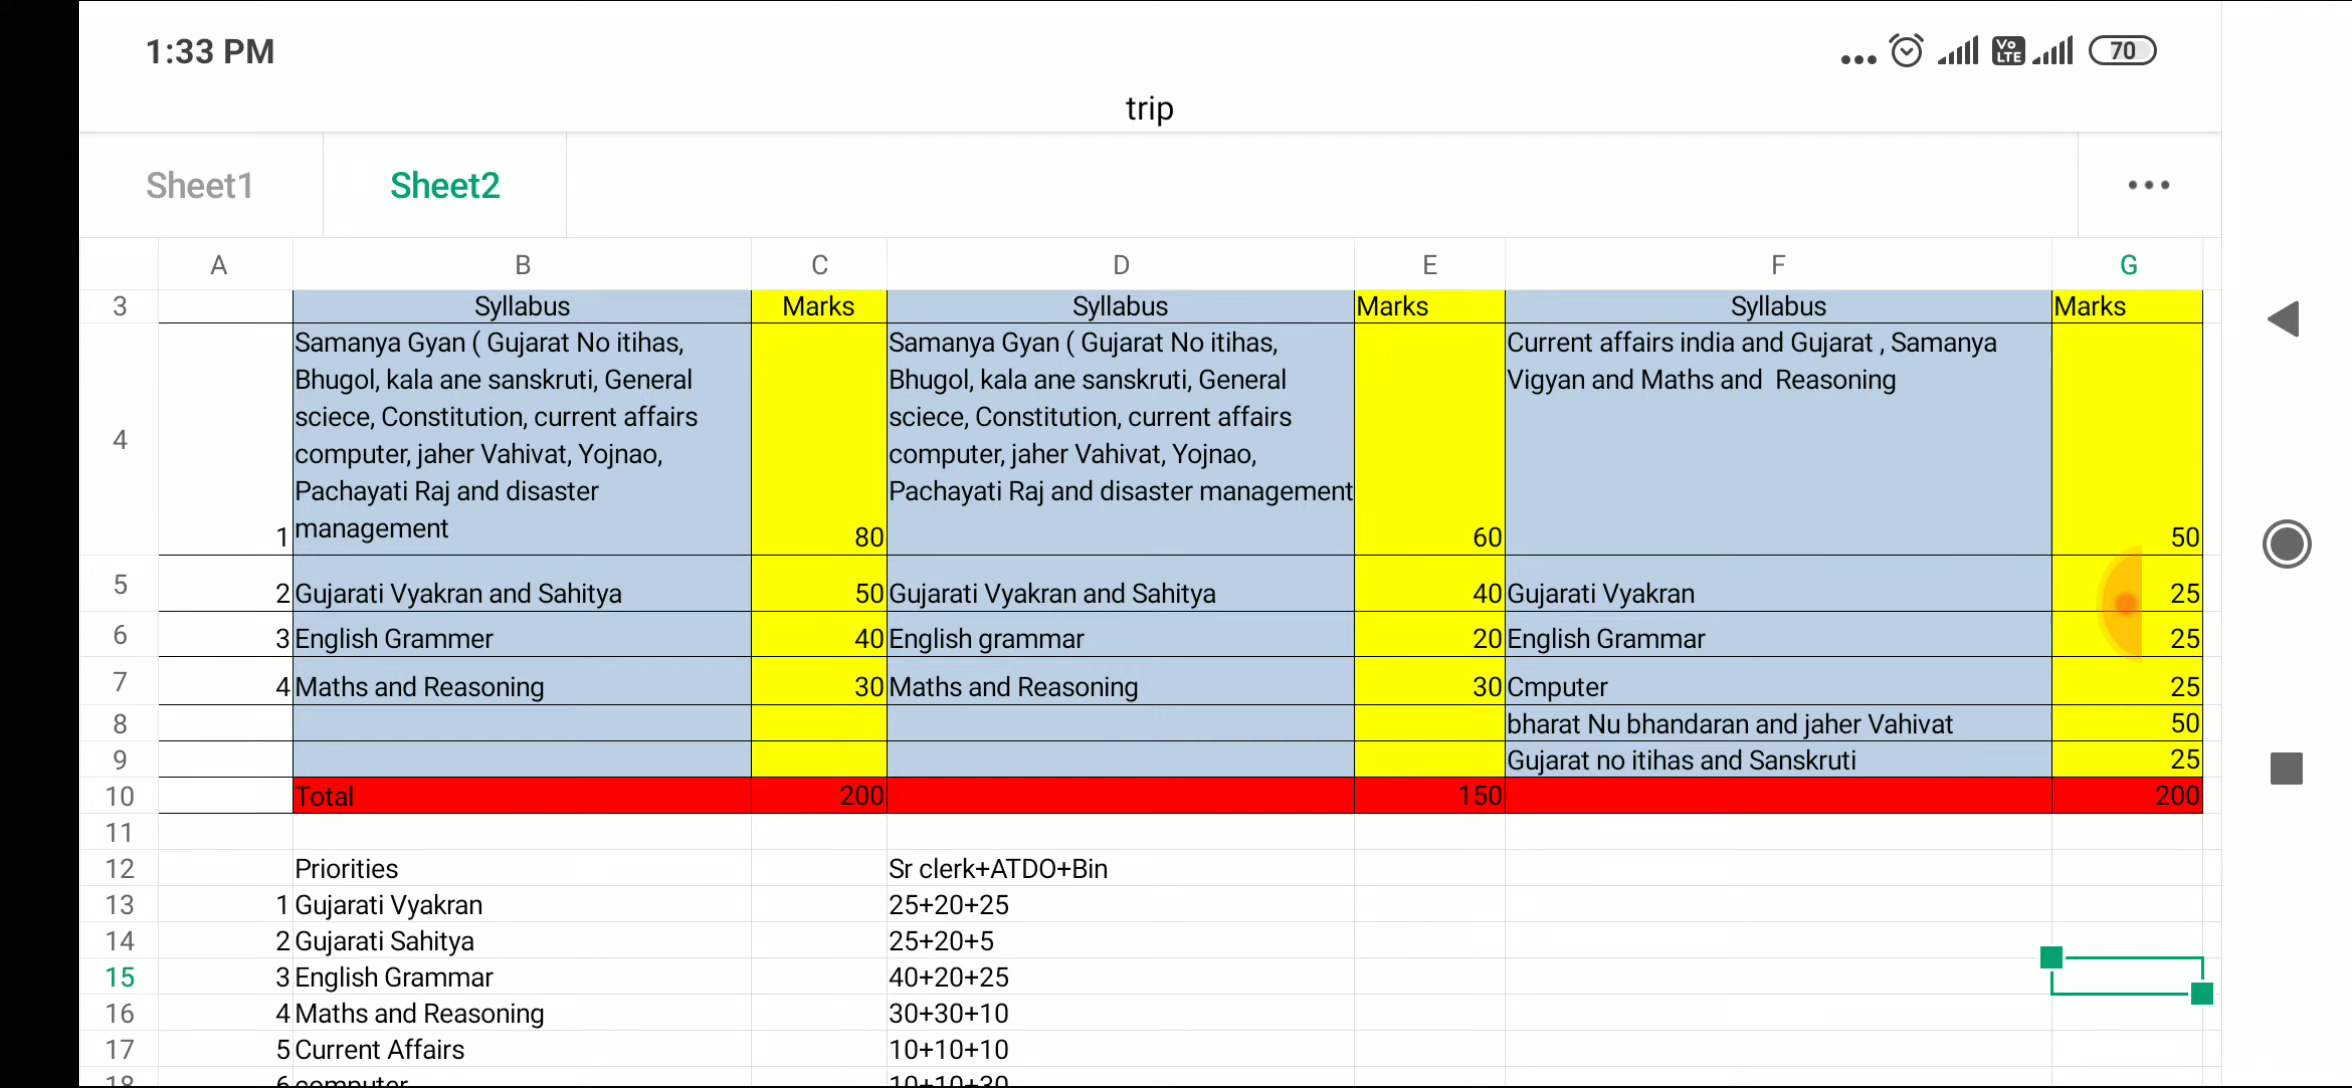 1:33 PM
Vo LTE
70
trip
Sheet1 Sheet2
A B C D E F G
3 Syllabus Marks Syllabus Marks Syllabus Marks
4
1
Samanya Gyan ( Gujarat No itihas,
Bhugol, kala ane sanskruti, General
sciece, Constitution, current affairs
computer, jaher Vahivat, Yojnao,
Pachayati Raj and disaster
management
80
Samanya Gyan ( Gujarat No itihas,
Bhugol, kala ane sanskruti, General
sciece, Constitution, current affairs
computer, jaher Vahivat, Yojnao,
Pachayati Raj and disaster management
60
Current affairs india and Gujarat , Samanya
Vigyan and Maths and  Reasoning
50
5 2 Gujarati Vyakran and Sahitya 50 Gujarati Vyakran and Sahitya 40 Gujarati Vyakran 25
6 3 English Grammer 40 English grammar 20 English Grammar 25
7 4 Maths and Reasoning 30 Maths and Reasoning 30 Cmputer 25
8 bharat Nu bhandaran and jaher Vahivat 50
9 Gujarat no itihas and Sanskruti 25
10 Total 200 150 200
11
12 Priorities Sr clerk+ATDO+Bin
13 1 Gujarati Vyakran 25+20+25
14 2 Gujarati Sahitya 25+20+5
15 3 English Grammar 40+20+25
16 4 Maths and Reasoning 30+30+10
17 5 Current Affairs 10+10+10
18 6 computer 10+10+30